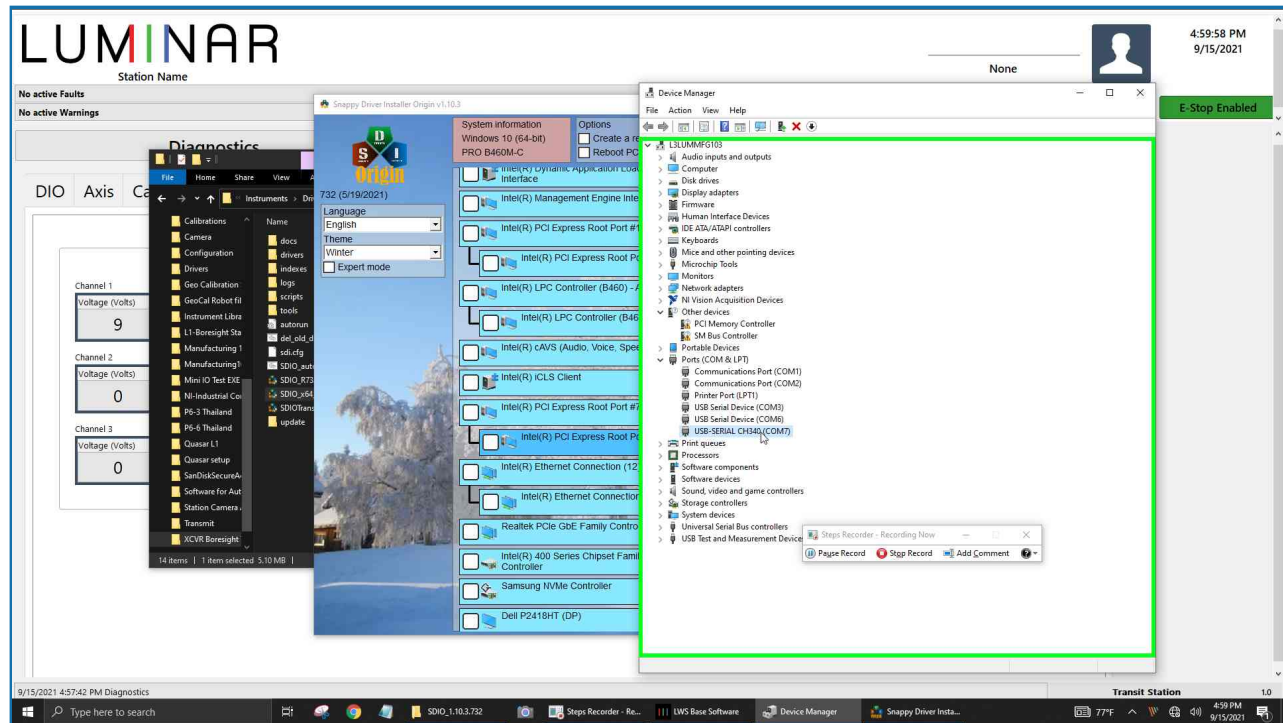 LUMINAR
Station Name
None
4:59:58 PM
9/15/2021
No active Faults
No active Warnings
E-Stop Enabled
Diagnostics
DIO
Axis
Channel 1
Voltage (Volts)
9
Channel 2
Voltage (Volts)
0
Channel 3
Voltage (Volts)
0
File
Home
Share
View
Instruments
Calibrations
Camera
Configuration
Drivers
Geo Calibration
GeoCal Robot fil
Instrument Libra
L1-Boresight Sta
Manufacturing 1
Manufacturing1
Mini IO Test EXE
NI-Industrial Co
P6-3 Thailand
P6-6 Thailand
Quasar L1
Quasar setup
SanDiskSecureA
Software for Aut
Station Camera
Transmit
XCVR Boresight
Name
docs
drivers
indexes
logs
scripts
tools
autorun
del_old_d
sdi.cfg
SDIO_aut
SDIO_R73
SDIO_x64
SDIOTrans
update
14 items
1 item selected 5.10 MB
Snappy Driver Installer Origin v1.10.3
S D I
Origin
732 (5/19/2021)
Language
English
Theme
Winter
Expert mode
System information
Windows 10 (64-bit)
PRO B460M-C
Options
Create a re
Reboot PC
Intel(R) Dynamic Application Load
Interface
Intel(R) Management Engine Inte
Intel(R) PCI Express Root Port #1
Intel(R) PCI Express Root Po
Intel(R) LPC Controller (B460) - A
Intel(R) LPC Controller (B46
Intel(R) cAVS (Audio, Voice, Spee
Intel(R) iCLS Client
Intel(R) PCI Express Root Port #7
Intel(R) PCI Express Root Po
Intel(R) Ethernet Connection (12
Intel(R) Ethernet Connection
Realtek PCIe GbE Family Contro
Intel(R) 400 Series Chipset Famil
Controller
Samsung NVMe Controller
Dell P2418HT (DP)
Device Manager
File Action View Help
L3LUMMFG103
Audio inputs and outputs
Computer
Disk drives
Display adapters
Firmware
Human Interface Devices
IDE ATA/ATAPI controllers
Keyboards
Mice and other pointing devices
Microchip Tools
Monitors
Network adapters
NI Vision Acquisition Devices
Other devices
PCI Memory Controller
SM Bus Controller
Portable Devices
Ports (COM & LPT)
Communications Port (COM1)
Communications Port (COM2)
Printer Port (LPT1)
USB Serial Device (COM3)
USB Serial Device (COM6)
USB-SERIAL CH340 (COM7)
Print queues
Processors
Software components
Software devices
Sound, video and game controllers
Storage controllers
System devices
Universal Serial Bus controllers
USB Test and Measurement Device
Steps Recorder - Recording Now
Pause Record
Stop Record
Add Comment
9/15/2021 4:57:42 PM Diagnostics
Transit Station
1.0
Type here to search
SDIO_1.10.3.732
Steps Recorder - Re...
LWS Base Software
Device Manager
Snappy Driver Insta...
77°F
4:59 PM
9/15/2021